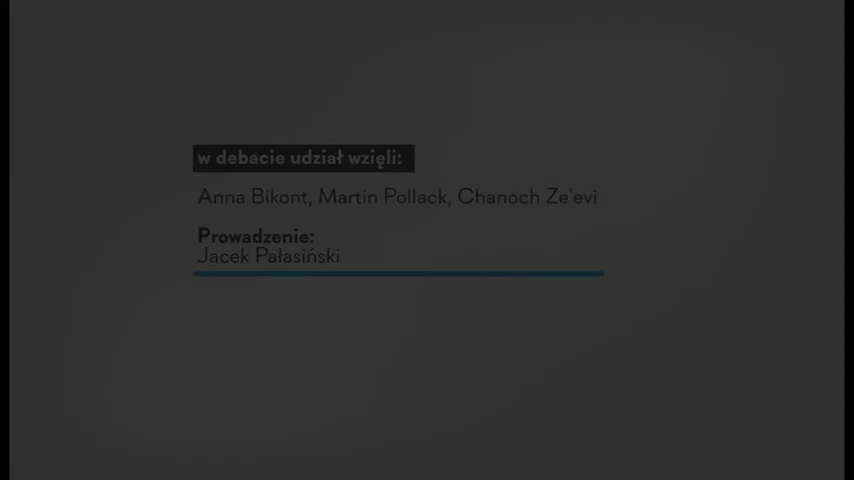 w debacie udział wzięli:
Anna Bikont, Martin Pollack, Chanoch Ze'evi
Prowadzenie:
Jacek Pałasiński